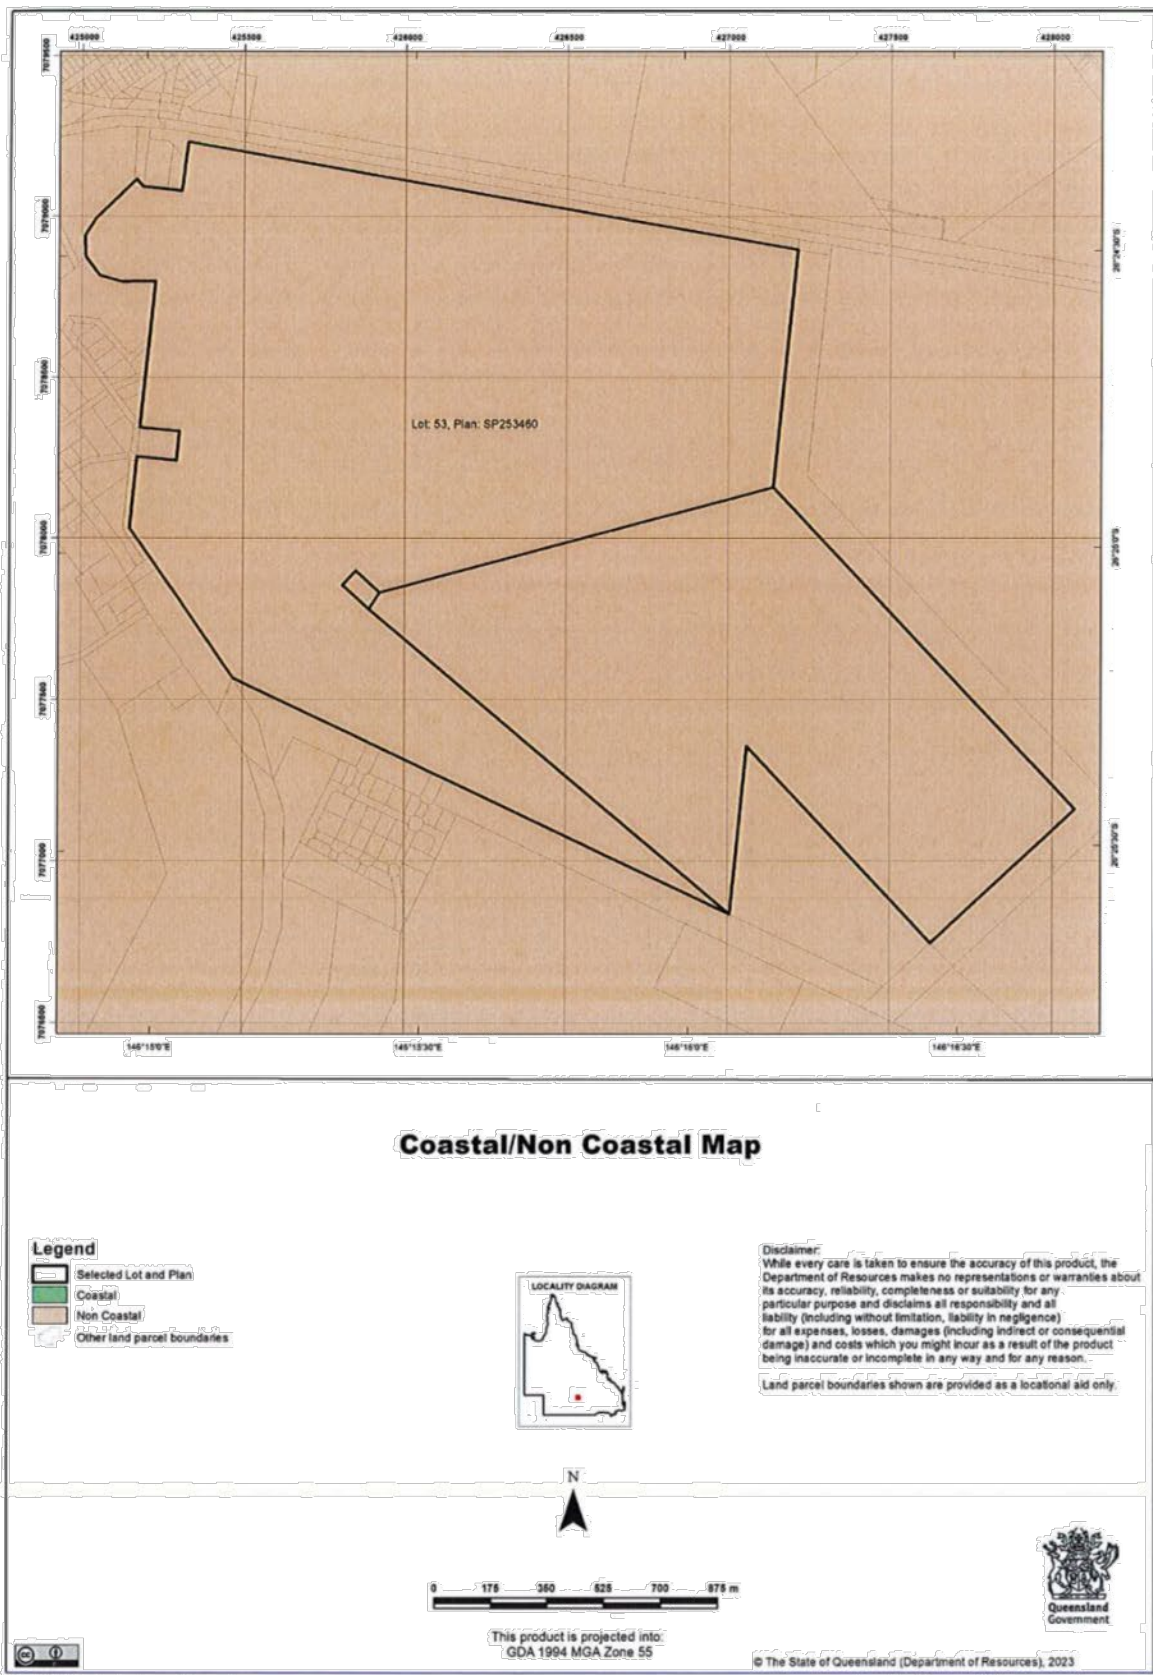 425000 425500 426000 426500 427000 427500 428000
7079500
7079000
7078500
7078000
7077500
7077000
7076500
Lot: 53, Plan: SP253460
146°15'0"E 146°15'30"E 146°16'0"E 146°16'30"E
Coastal/Non Coastal Map
Legend
Selected Lot and Plan
Coastal
Non Coastal
Other land parcel boundaries
LOCALITY DIAGRAM
Disclaimer:
While every care is taken to ensure the accuracy of this product, the
Department of Resources makes no representations or warranties about
its accuracy, reliability, completeness or suitability for any
particular purpose and disclaims all responsibility and all
liability (including without limitation, liability in negligence)
for all expenses, losses, damages (including indirect or consequential
damage) and costs which you might incur as a result of the product
being inaccurate or incomplete in any way and for any reason.
Land parcel boundaries shown are provided as a locational aid only.
N
0 175 350 525 700 875 m
This product is projected into:
GDA 1994 MGA Zone 55
Queensland
Government
cc
© The State of Queensland (Department of Resources), 2023